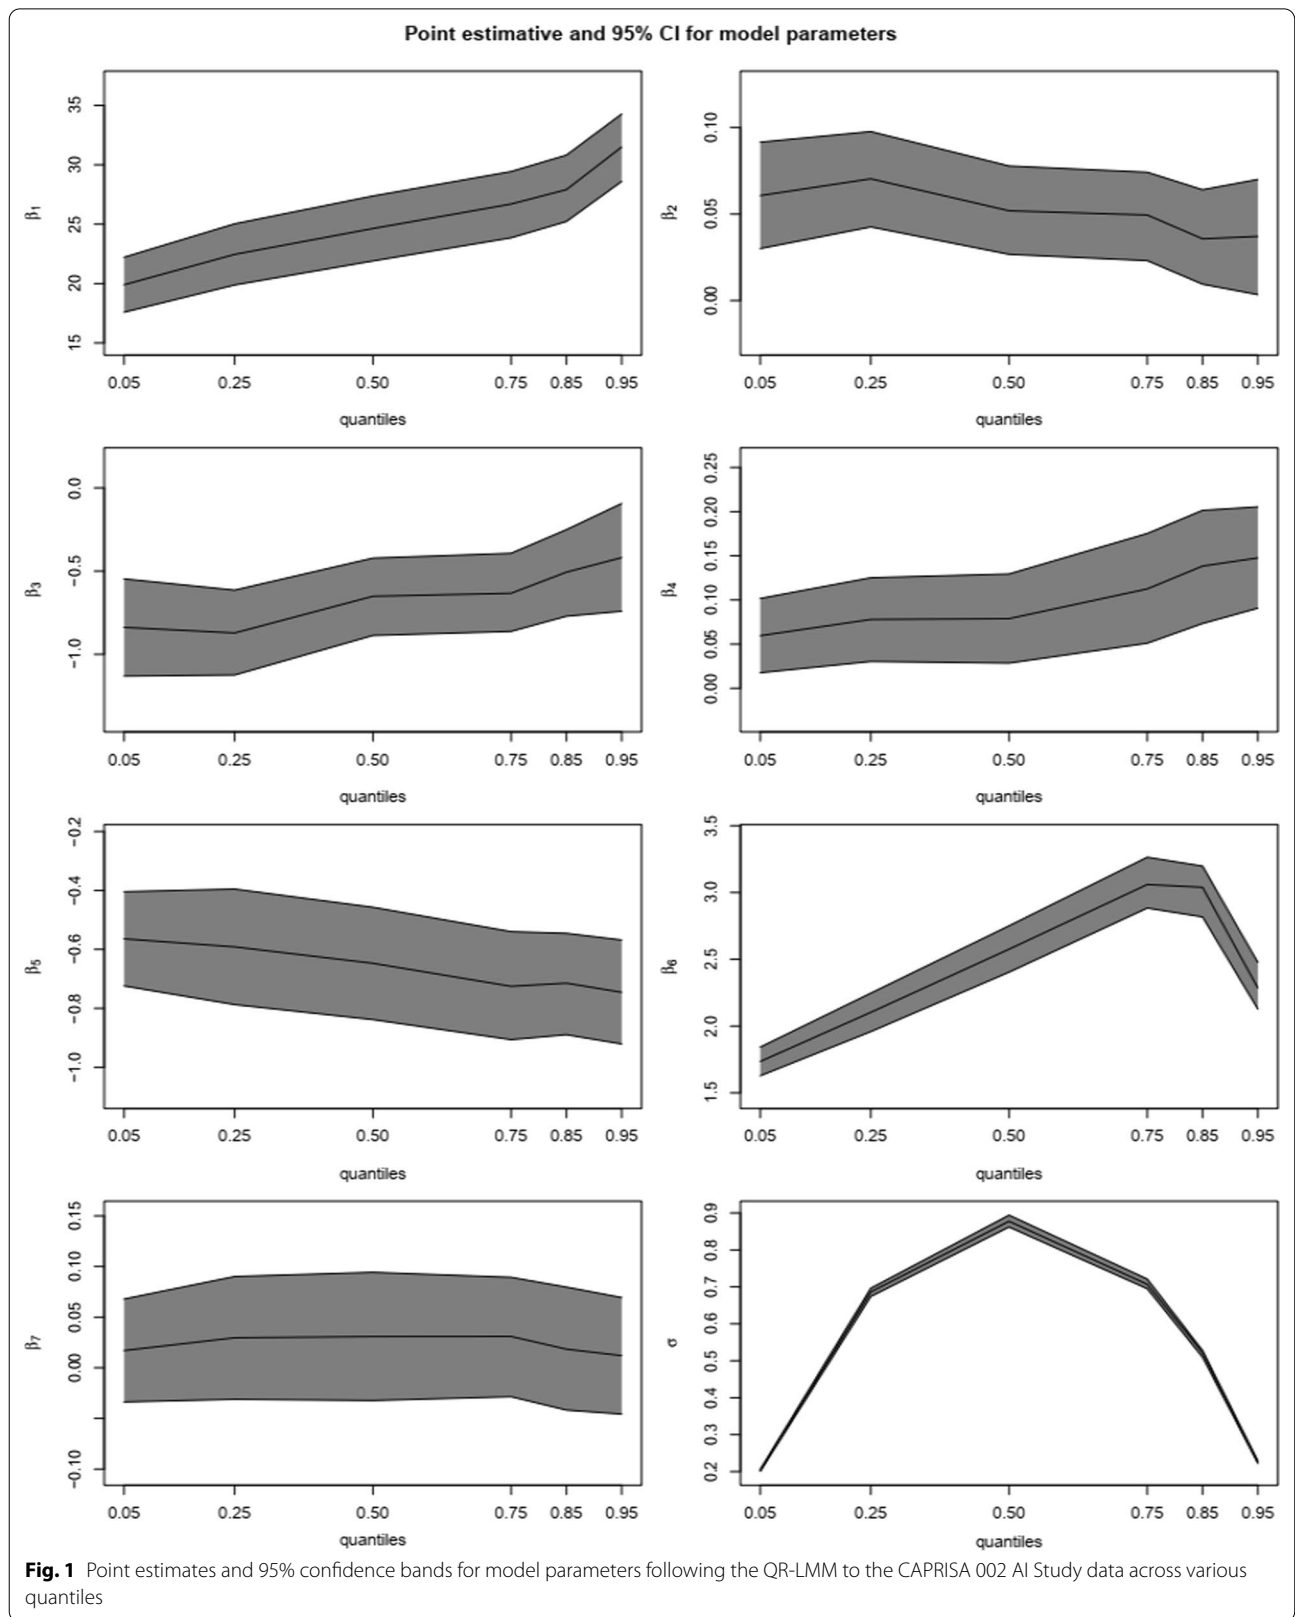 Point estimative and 95% CI for model parameters
β1
35
30
25
20
15
0.05 0.25 0.50 0.75 0.85 0.95
quantiles
β2
0.10
0.05
0.00
0.05 0.25 0.50 0.75 0.85 0.95
quantiles
β3
0.0
−0.5
−1.0
0.05 0.25 0.50 0.75 0.85 0.95
quantiles
β4
0.25
0.20
0.15
0.10
0.05
0.00
0.05 0.25 0.50 0.75 0.85 0.95
quantiles
β5
−0.2
−0.4
−0.6
−0.8
−1.0
0.05 0.25 0.50 0.75 0.85 0.95
quantiles
β6
3.5
3.0
2.5
2.0
1.5
0.05 0.25 0.50 0.75 0.85 0.95
quantiles
β7
0.15
0.10
0.05
0.00
−0.10
0.05 0.25 0.50 0.75 0.85 0.95
quantiles
σ
0.9
0.8
0.7
0.6
0.5
0.4
0.3
0.2
0.05 0.25 0.50 0.75 0.85 0.95
quantiles
Fig. 1 Point estimates and 95% confidence bands for model parameters following the QR-LMM to the CAPRISA 002 AI Study data across various
quantiles